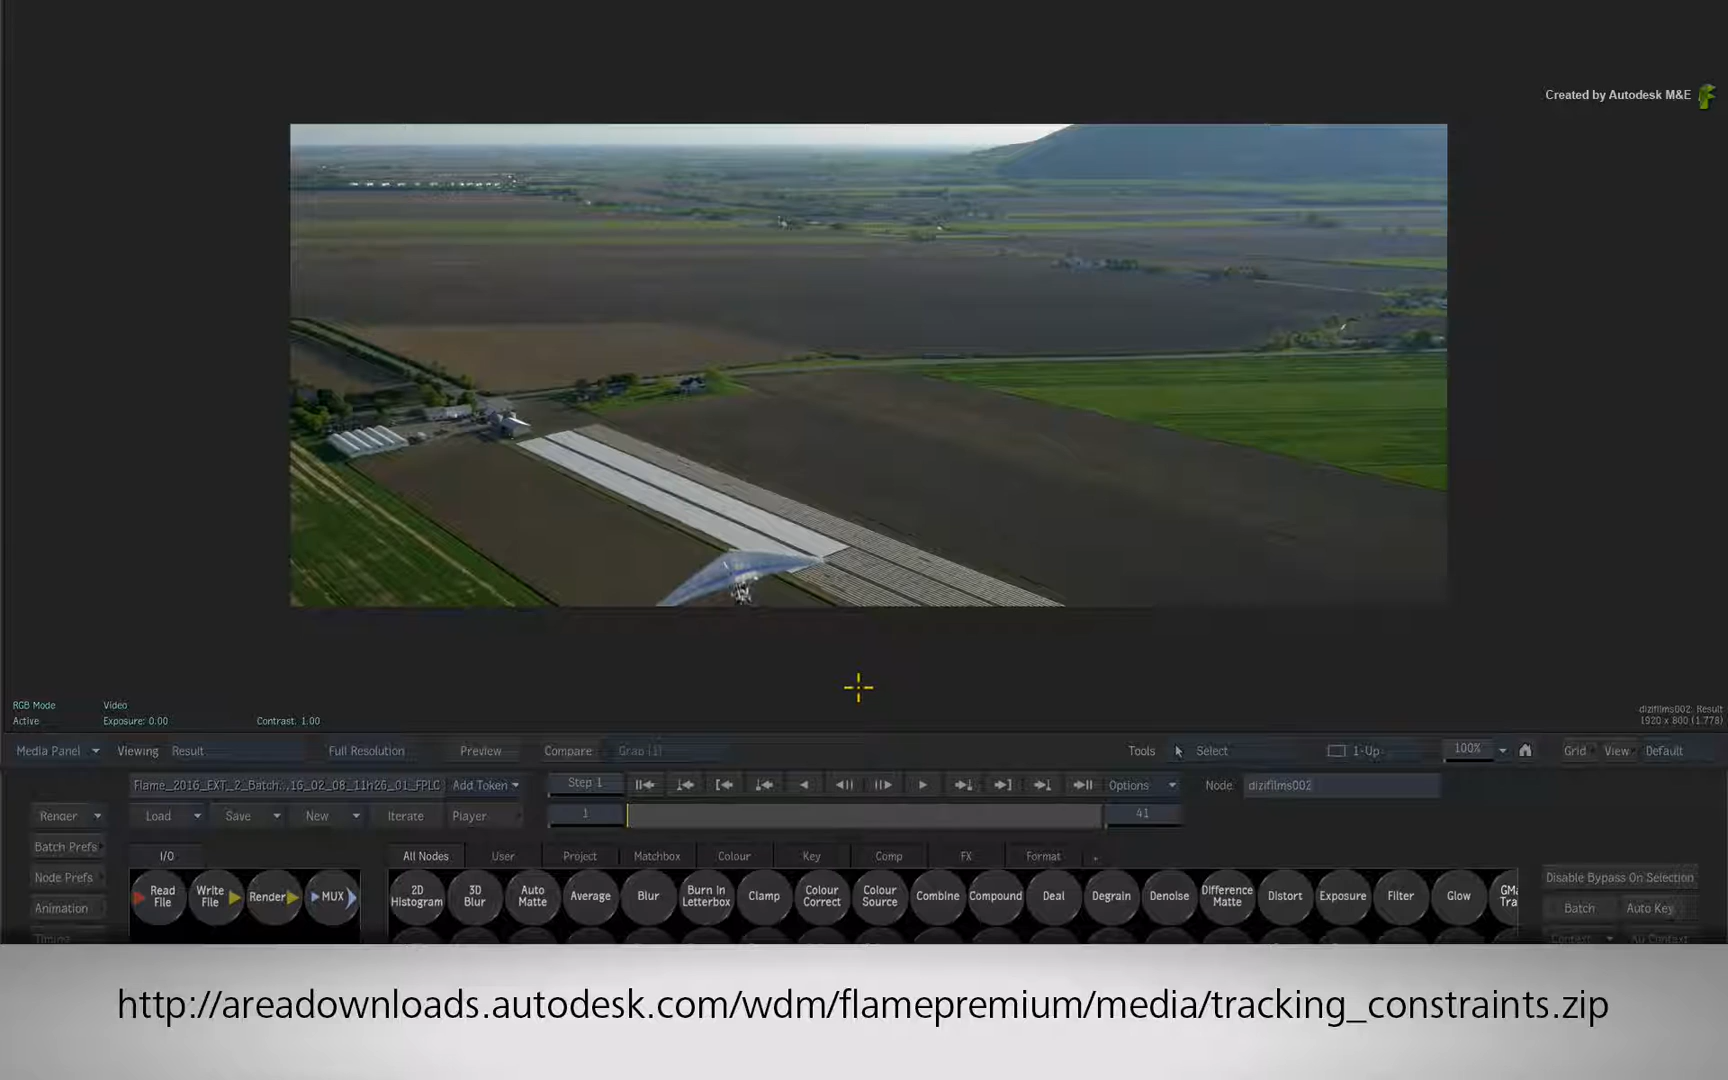 Created by Autodesk M&E
RGB Mode Video
Active Exposure: 0.00 Contrast: 1.00
dizifilms002: Result
1920 x 800 (1.778)
Media Panel Viewing Result Full Resolution Preview Compare Grab [1] Tools Select 1-Up 100% Grid View Default
Flame_2016_EXT_2_Batch...16_02_08_11h26_01_FPLC Add Token Step 1 Options Node dizifilms002
Render Load Save New Iterate Player 1 41
Batch Prefs I/O All Nodes User Project Matchbox Colour Key Comp FX Format
Node Prefs Disable Bypass On Selection
Read File Write File Render MUX 2D Histogram 3D Blur Auto Matte Average Blur Burn in Letterbox Clamp Colour Correct Colour Source Combine Compound Deal Degrain Denoise Difference Matte Distort Exposure Filter Glow
Animation Batch Auto Key
Timing Context
http://areadownloads.autodesk.com/wdm/flamepremium/media/tracking_constraints.zip